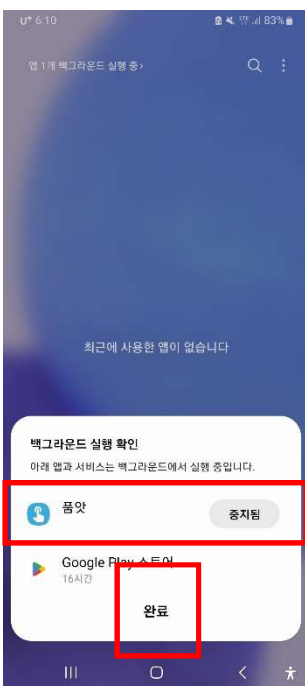 U+ 6:10
83%
앱 1개 백그라운드 실행 중>
최근에 사용한 앱이 없습니다
백그라운드 실행 확인
아래 앱과 서비스는 백그라운드에서 실행 중입니다.
품앗
중지됨
Google Play 스토어
16시간
완료